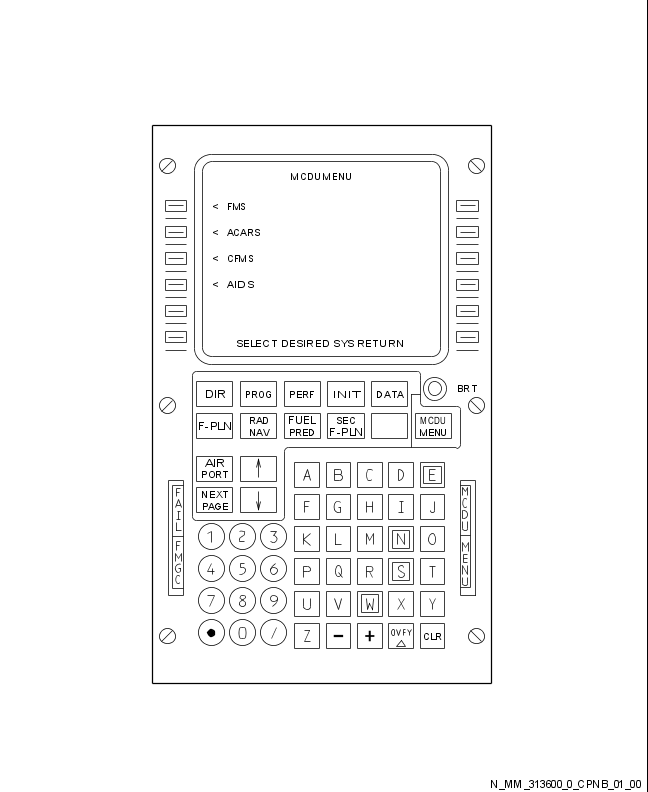 MCDU MENU
< FMS
< ACARS
< CFMS
< AIDS
SELECT DESIRED SYS RETURN
BRT
DIR PROG PERF INIT DATA
F-PLN RAD NAV FUEL PRED SEC F-PLN MCDU MENU
AIR PORT ↑
NEXT PAGE ↓
FAIL FMGC
MCDU MENU
A B C D E
F G H I J
1 2 3 K L M N O
4 5 6 P Q R S T
7 8 9 U V W X Y
● 0 / Z - + OVFY △ CLR
N_MM_313600_0_CPNB_01_00